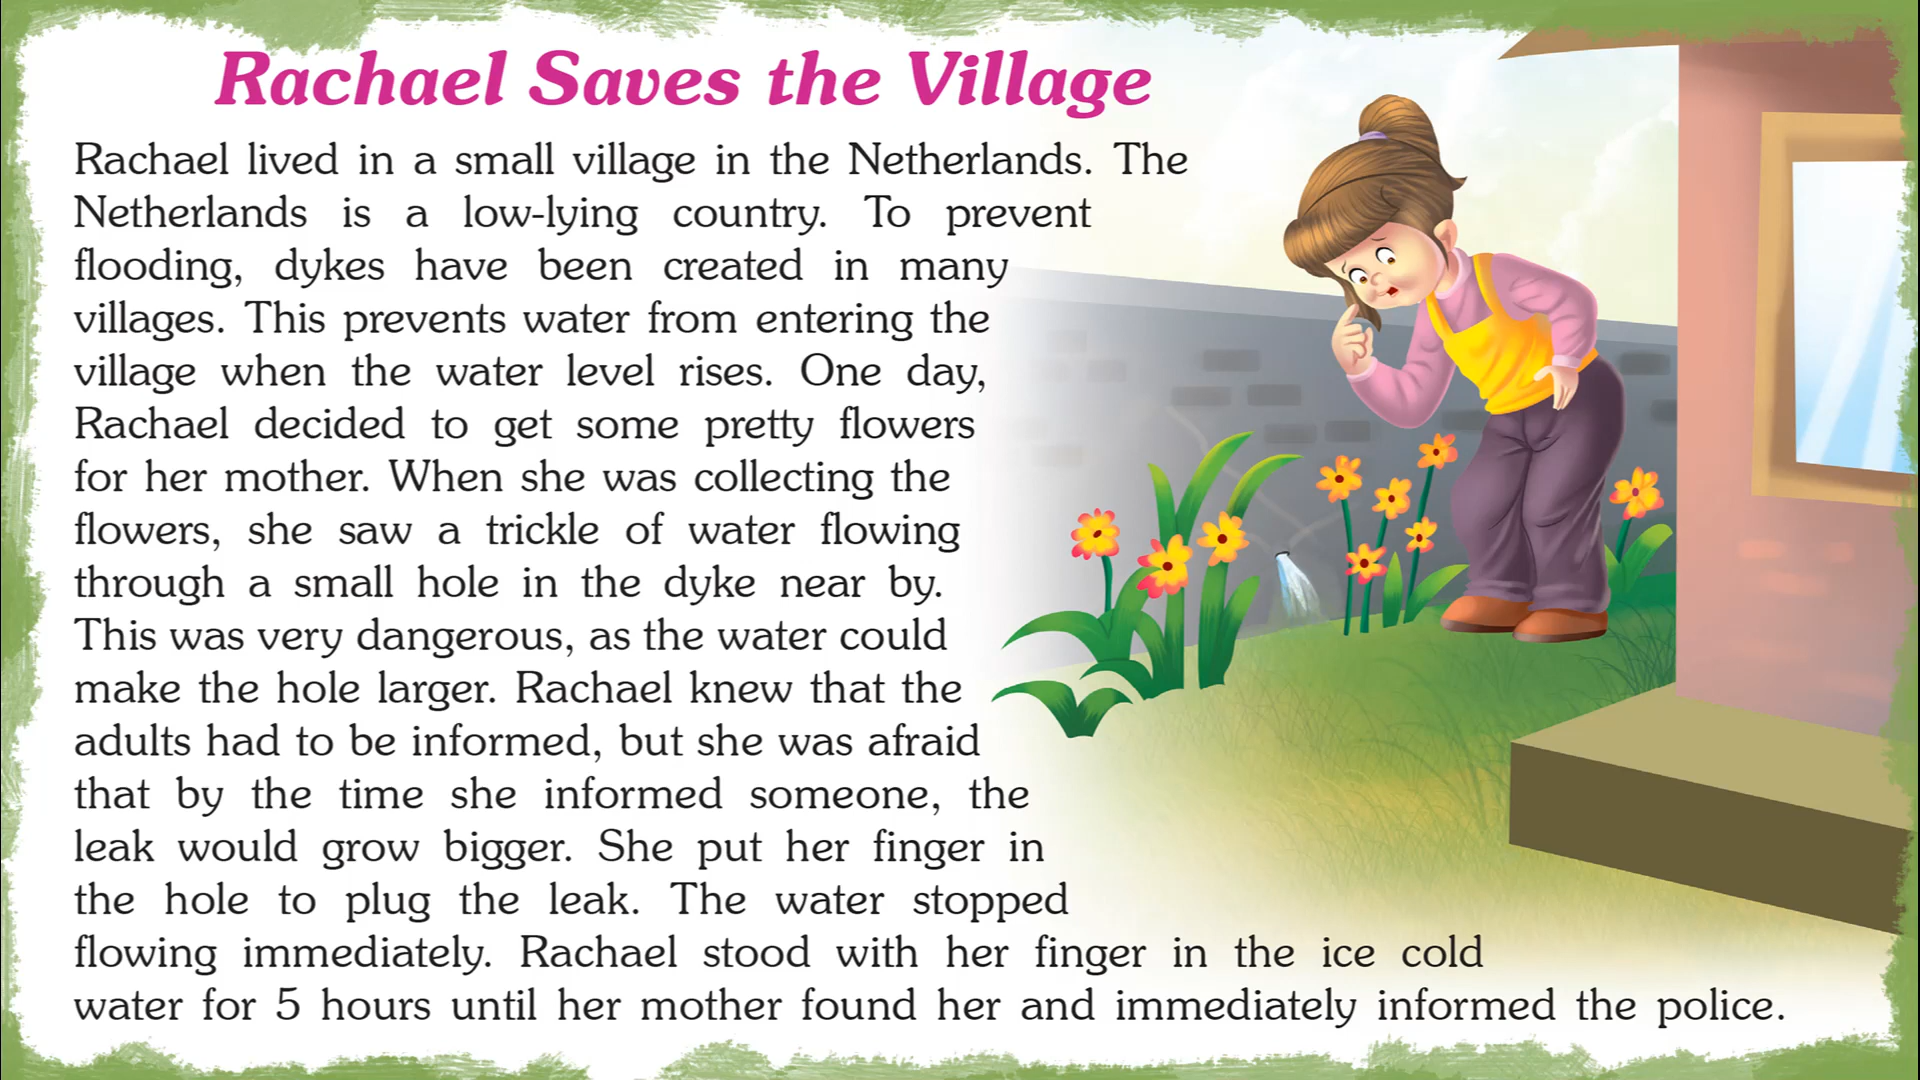 Rachael Saves the Village
Rachael lived in a small village in the Netherlands. The
Netherlands is a low-lying country. To prevent
flooding, dykes have been created in many
villages. This prevents water from entering the
village when the water level rises. One day,
Rachael decided to get some pretty flowers
for her mother. When she was collecting the
flowers, she saw a trickle of water flowing
through a small hole in the dyke near by.
This was very dangerous, as the water could
make the hole larger. Rachael knew that the
adults had to be informed, but she was afraid
that by the time she informed someone, the
leak would grow bigger. She put her finger in
the hole to plug the leak. The water stopped
flowing immediately. Rachael stood with her finger in the ice cold
water for 5 hours until her mother found her and immediately informed the police.